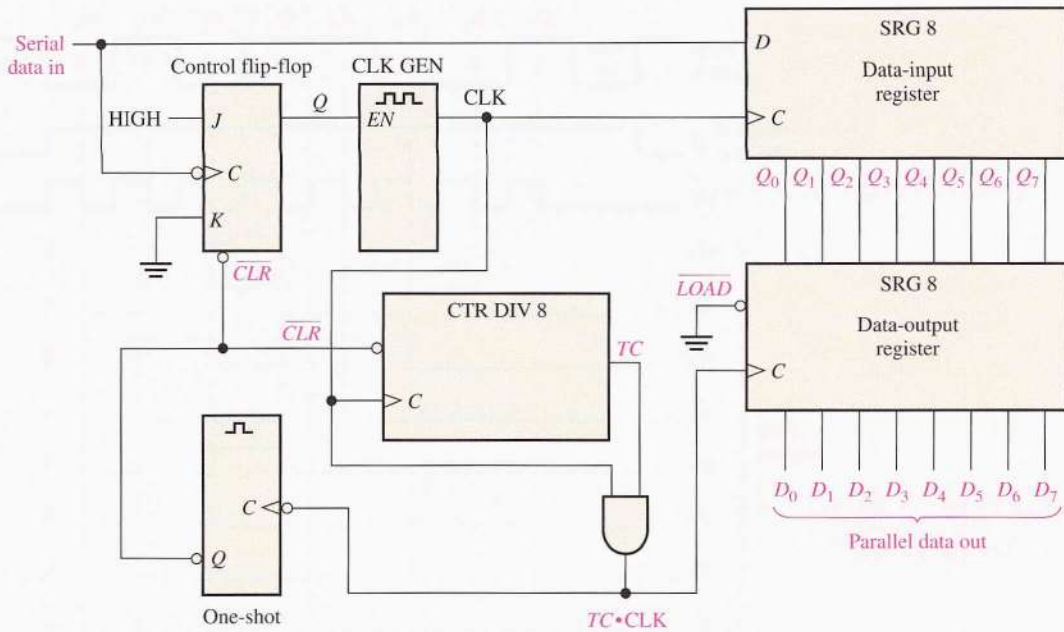 SRG 8
Serial
data in
D
Data-input
register
Control flip-flop
CLK GEN
HIGH
J
Q
EN
CLK
C
C
K
Q0 Q1 Q2 Q3 Q4 Q5 Q6 Q7
CLR
SRG 8
LOAD
Data-output
register
CTR DIV 8
CLR
TC
C
C
C
Q
D0 D1 D2 D3 D4 D5 D6 D7
Parallel data out
One-shot
TC•CLK